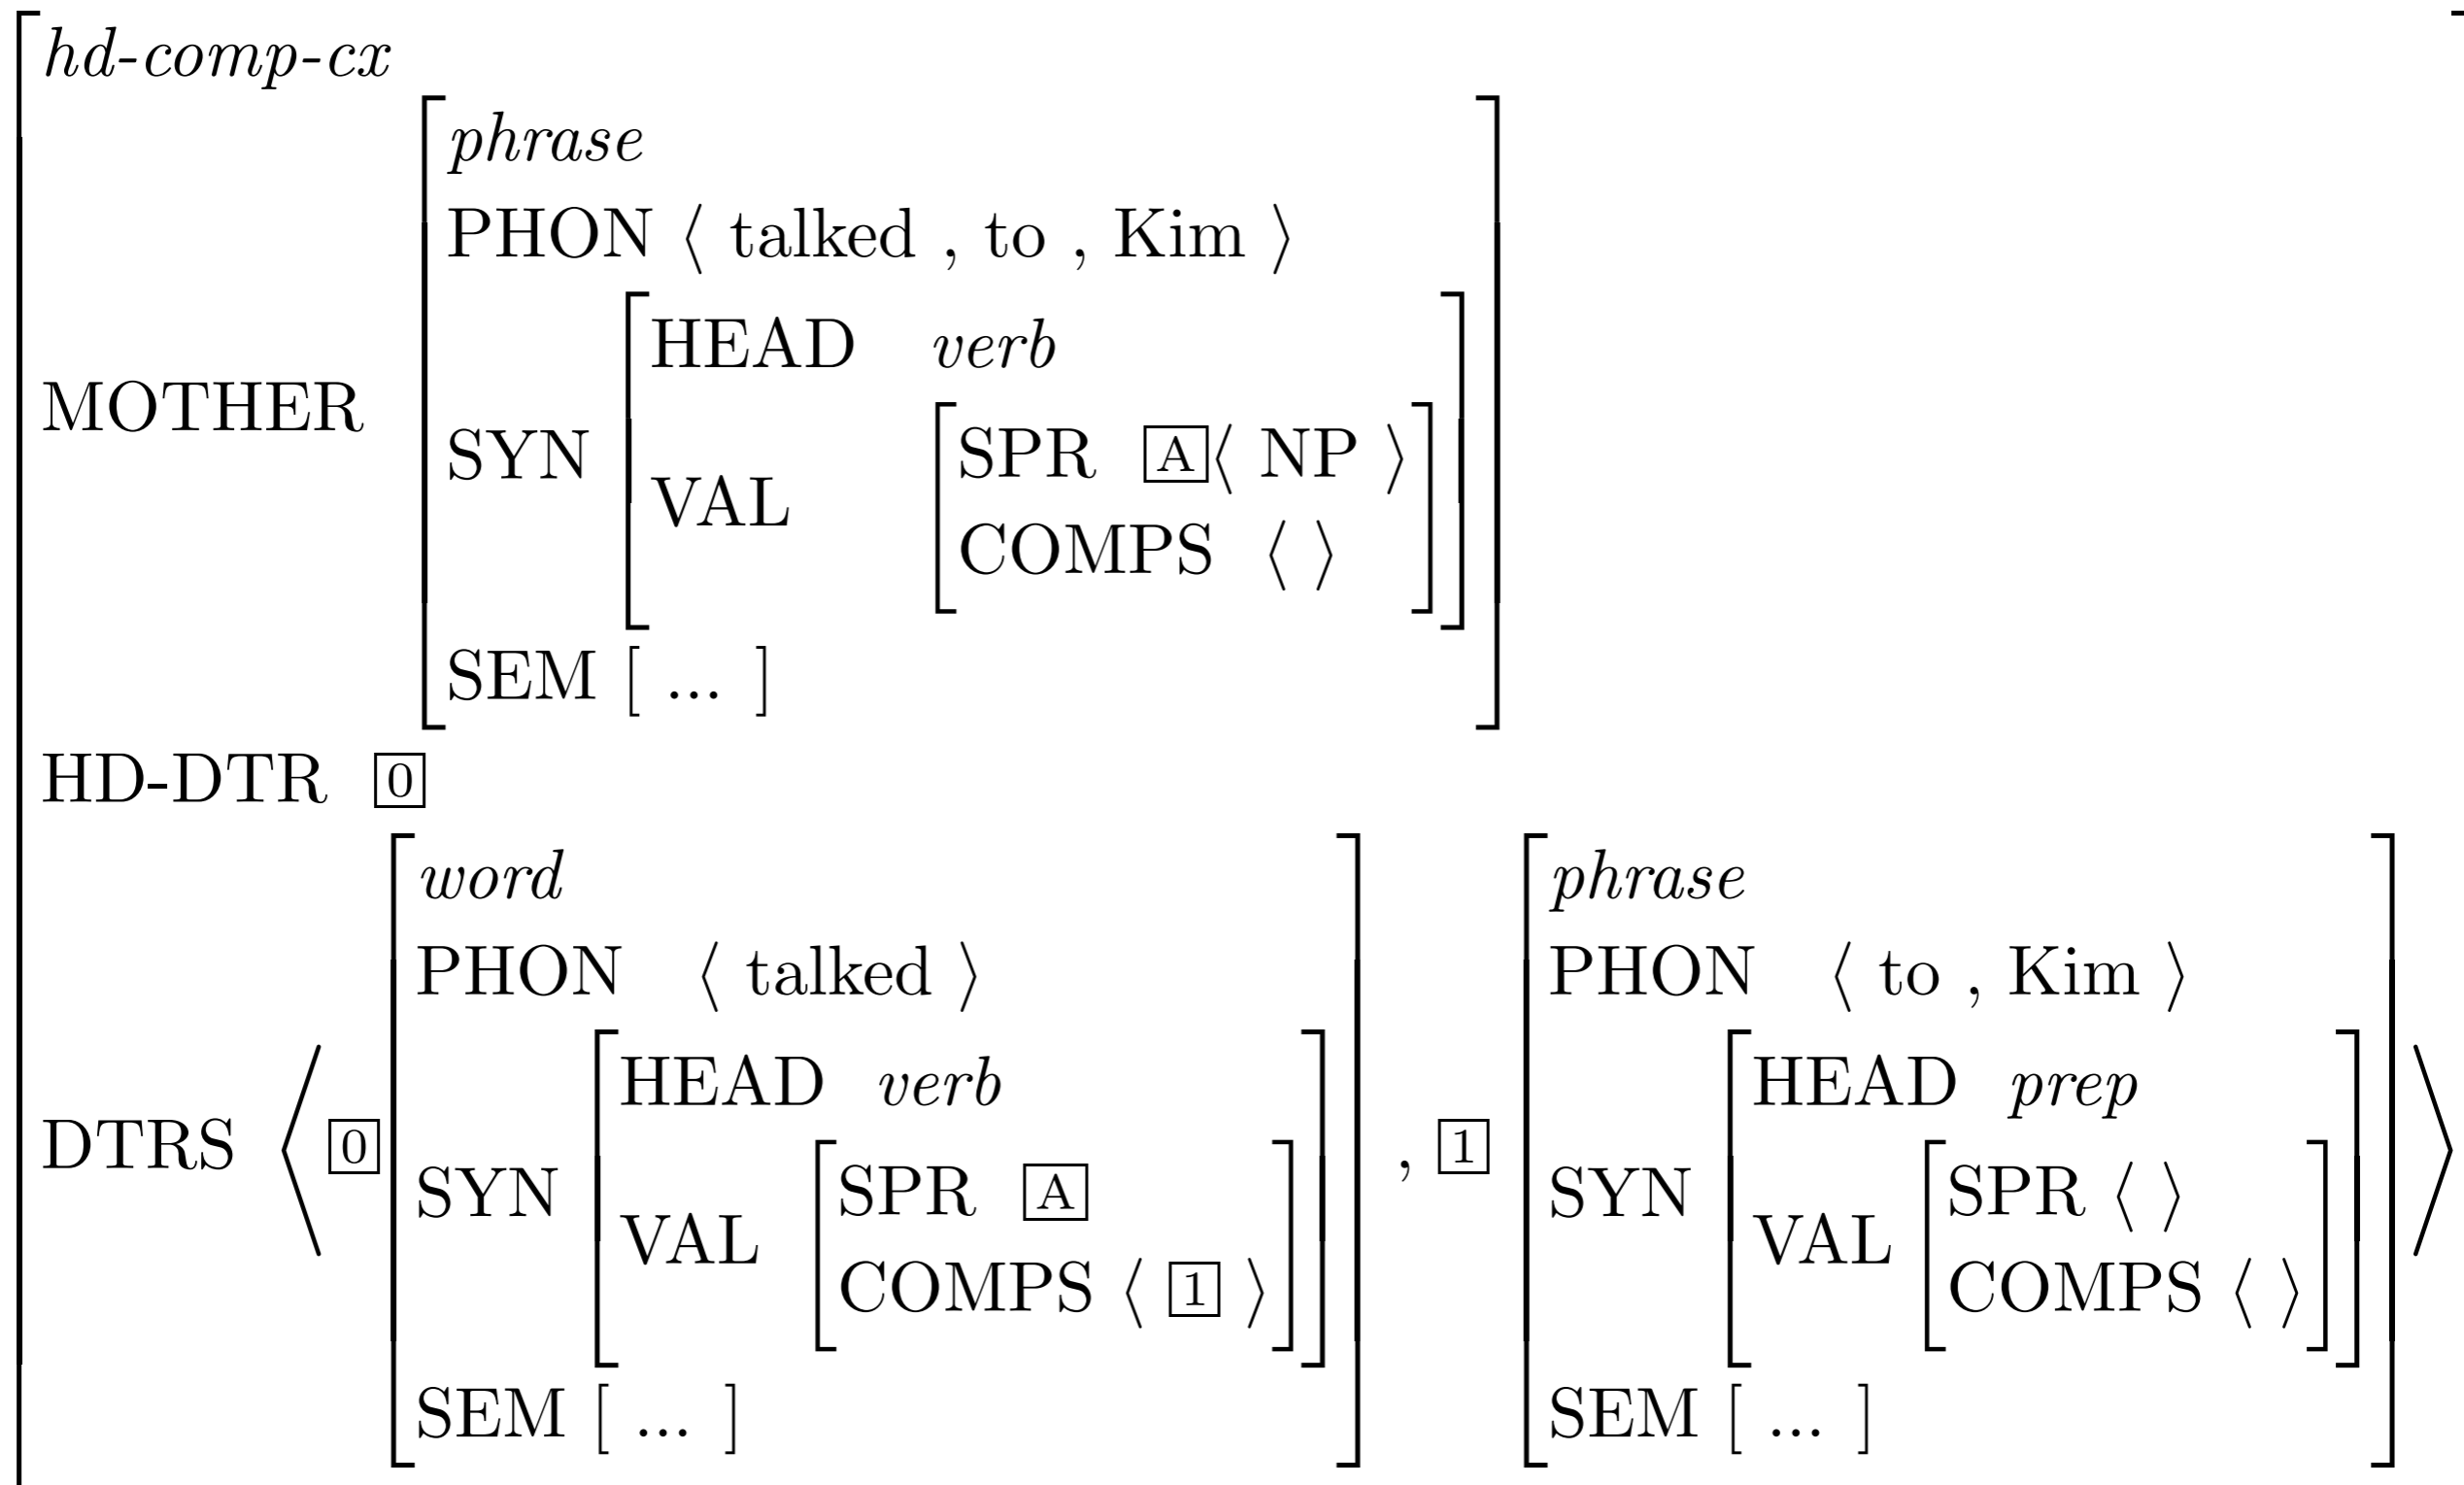 hd-comp-cx
phrase
PHON ⟨ talked , to , Kim ⟩
HEAD verb
MOTHER
SYN
SPR [A]⟨ NP ⟩
VAL
COMPS ⟨ ⟩
SEM [ ... ]
HD-DTR [0]
word
phrase
PHON ⟨ talked ⟩
PHON ⟨ to , Kim ⟩
HEAD verb
HEAD prep
DTRS ⟨ [0]
SYN
SPR [A]
, [1]
SYN
SPR ⟨ ⟩
VAL
COMPS ⟨ [1] ⟩
VAL
COMPS ⟨ ⟩
SEM [ ... ]
SEM [ ... ]